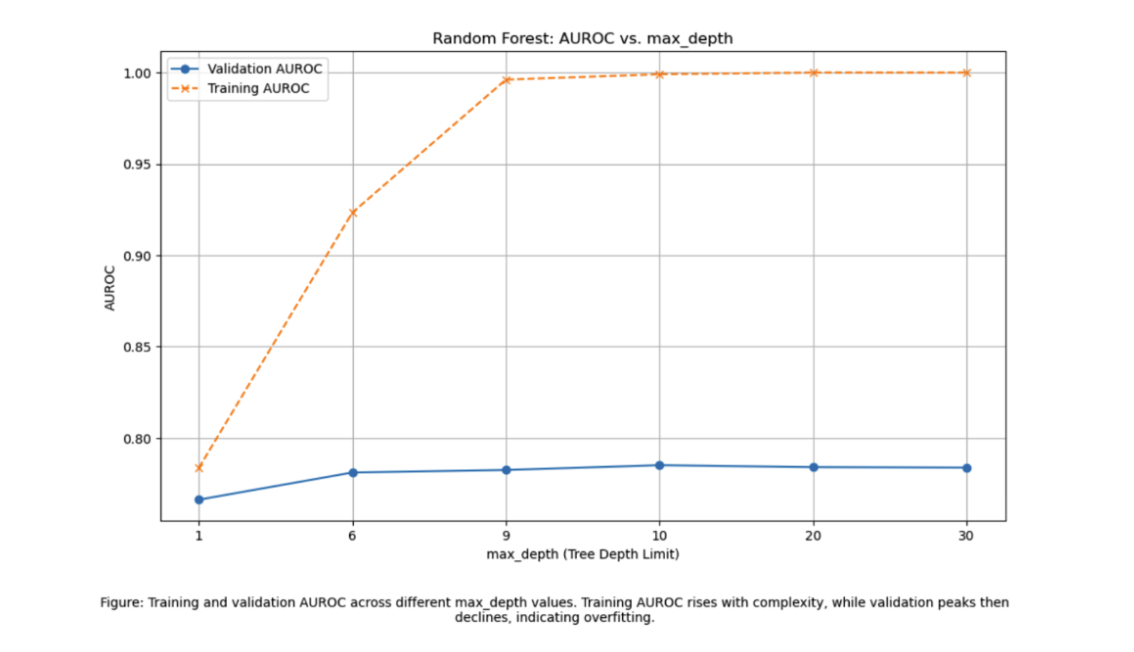 Random Forest: AUROC vs. max_depth
Validation AUROC
Training AUROC
1.00
0.95
0.90
0.85
0.80
AUROC
1
6
9
10
20
30
max_depth (Tree Depth Limit)
Figure: Training and validation AUROC across different max_depth values. Training AUROC rises with complexity, while validation peaks then
declines, indicating overfitting.